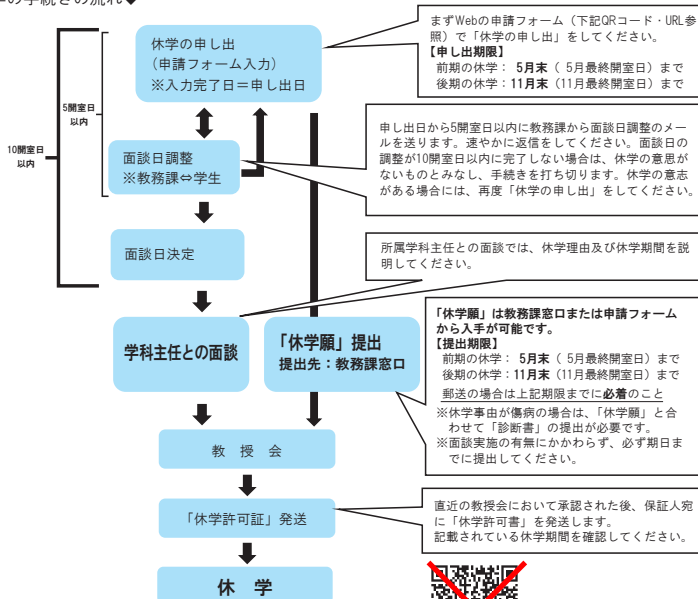 の手続きの流れ◆
休学の申し出
(申請フォーム入力)
※入力完了日＝申し出日
まずWebの申請フォーム（下記QRコード・URL参
照）で「休学の申し出」をしてください。
【申し出期限】
前期の休学： 5月末（ 5月最終開室日）まで
後期の休学：11月末（11月最終開室日）まで
5開室日
以内
10開室日
以内
面談日調整
※教務課⇔学生
申し出日から5開室日以内に教務課から面談日調整のメー
ルを送ります。速やかに返信をしてください。面談日の
調整が10開室日以内に完了しない場合は、休学の意思が
ないものとみなし、手続きを打ち切ります。休学の意志
がある場合には、再度「休学の申し出」をしてください。
面談日決定
所属学科主任との面談では、休学理由及び休学期間を説
明してください。
学科主任との面談
「休学願」提出
提出先：教務課窓口
「休学願」は教務課窓口または申請フォーム
から入手が可能です。
【提出期限】
前期の休学： 5月末（ 5月最終開室日）まで
後期の休学：11月末（11月最終開室日）まで
郵送の場合は上記期限までに必着のこと
※休学事由が傷病の場合は、「休学願」と合
わせて「診断書」の提出が必要です。
※面談実施の有無にかかわらず、必ず期日ま
でに提出してください。
教 授 会
「休学許可証」発送
直近の教授会において承認された後、保証人宛
に「休学許可書」を発送します。
記載されている休学期間を確認してください。
休 学